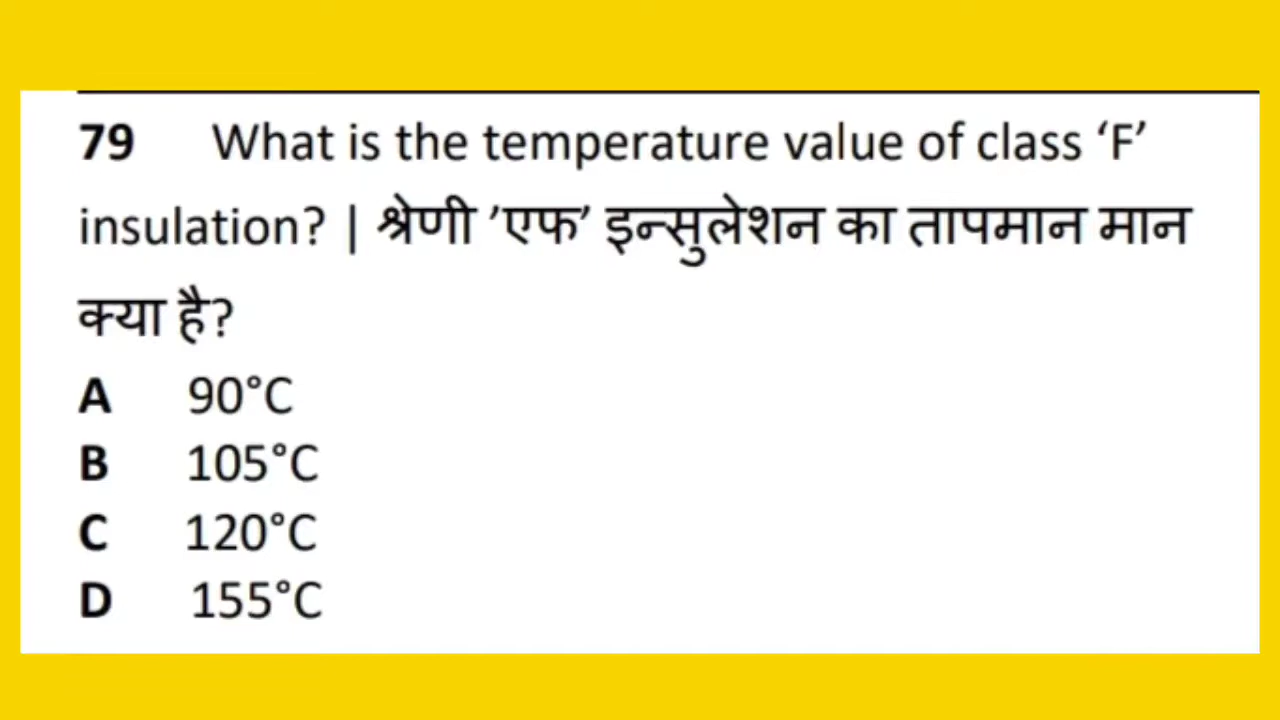 79 What is the temperature value of class ‘F’
insulation? | श्रेणी ’एफ’ इन्सुलेशन का तापमान मान
क्या है?
A 90°C
B 105°C
C 120°C
D 155°C